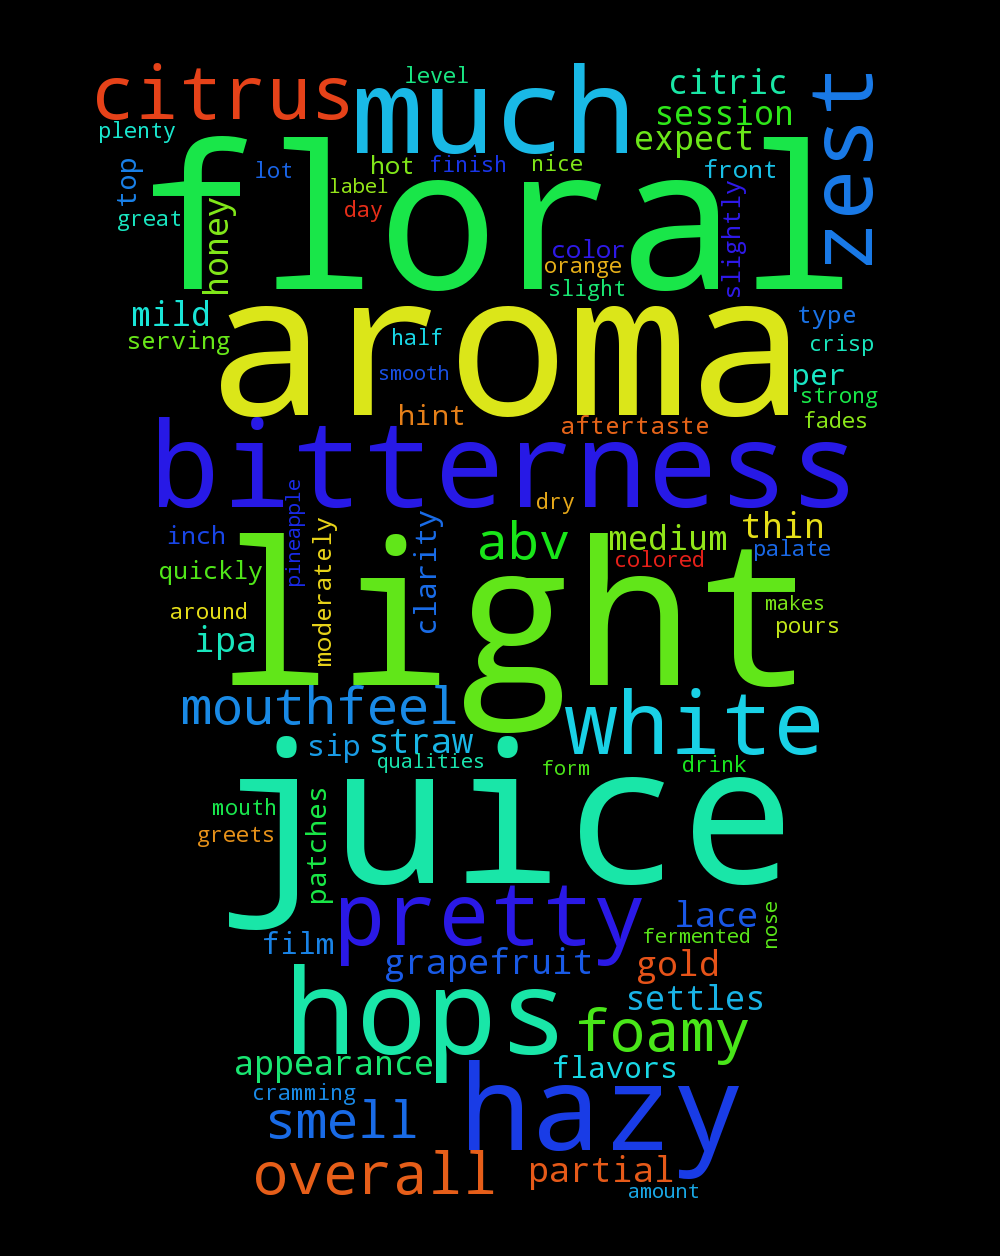 citrus
level
much
citric
session
zest
plenty
expect
floral
top
lot
hot
finish
nice
front
label
great
honey
day
slightly
color
orange
slight
aroma
mild
serving
half
type
crisp
smooth
per
strong
hint
aftertaste
fades
bitterness
pineapple
dry
inch
moderately
clarity
abv
medium
thin
colored
palate
quickly
light
around
makes
ipa
pours
mouthfeel
white
sip
straw
qualities
form
drink
juice
mouth
greets
patches
pretty
lace
nose
film
fermented
grapefruit
gold
hops
settles
foamy
appearance
flavors
cramming
hazy
smell
overall
partial
amount